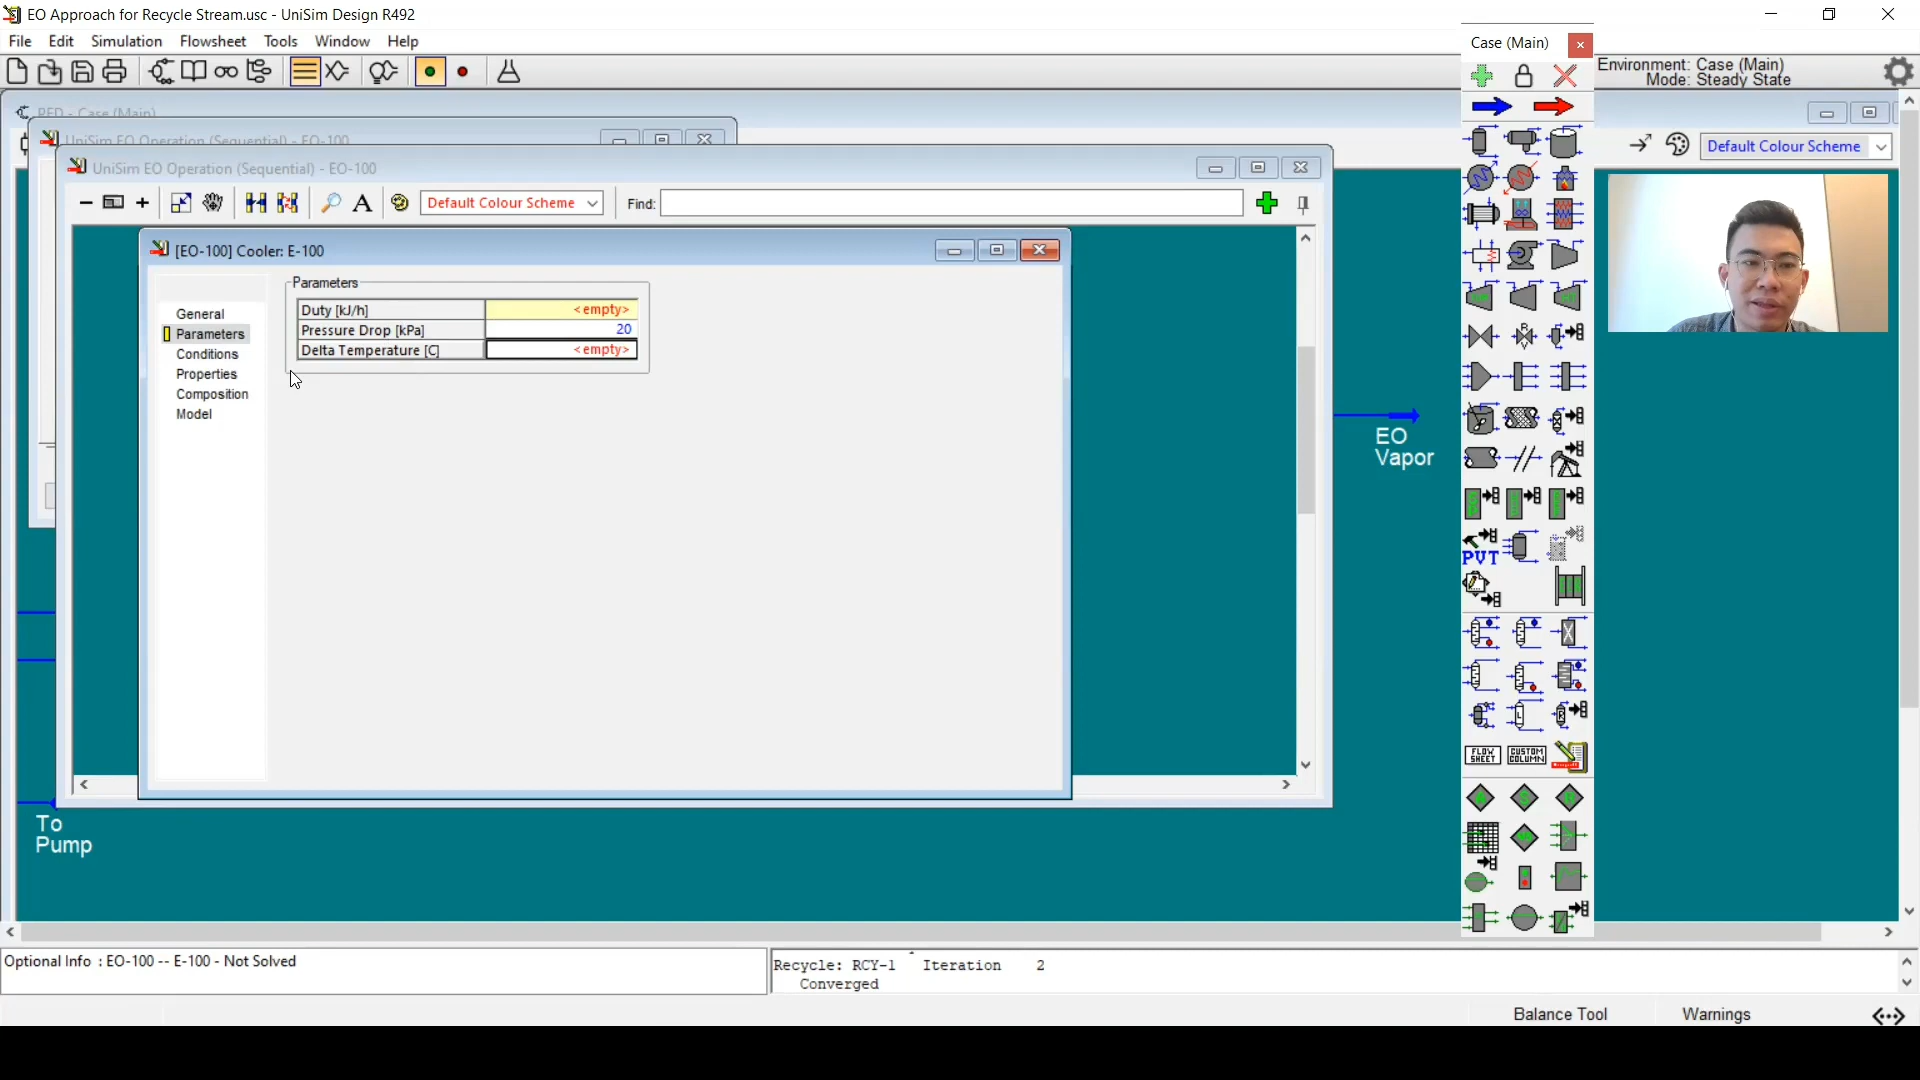 EO Approach for Recycle Stream.usc - UniSim Design R492
File Edit Simulation Flowsheet Tools Window Help
Case (Main)
Environment: Case (Main)
Mode: Steady State
PFD - Case (Main)
UniSim EO Operation (Sequential) - EO-100
Default Colour Scheme
UniSim EO Operation (Sequential) - EO-100
Default Colour Scheme
Find:
[EO-100] Cooler: E-100
Parameters
General
Parameters
Conditions
Properties
Composition
Model
Duty [kJ/h] <empty>
Pressure Drop [kPa] 20
Delta Temperature [C] <empty>
EO
Vapor
PVT
FLOW
SHEET
CUSTOM
COLUMN
To
Pump
Optional Info : EO-100 -- E-100 - Not Solved
Recycle: RCY-1 Iteration 2
Converged
Balance Tool
Warnings